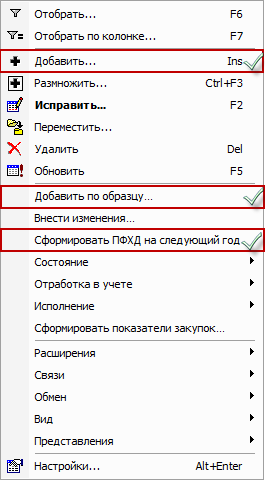 Отобрать... F6
Отобрать по колонке... F7
Добавить... Ins
Размножить... Ctrl+F3
Исправить... F2
Переместить...
Удалить Del
Обновить F5
Добавить по образцу...
Внести изменения...
Сформировать ПФХД на следующий год
Состояние
Отработка в учете
Исполнение
Сформировать показатели закупок...
Расширения
Связи
Обмен
Вид
Представления
Настройки... Alt+Enter